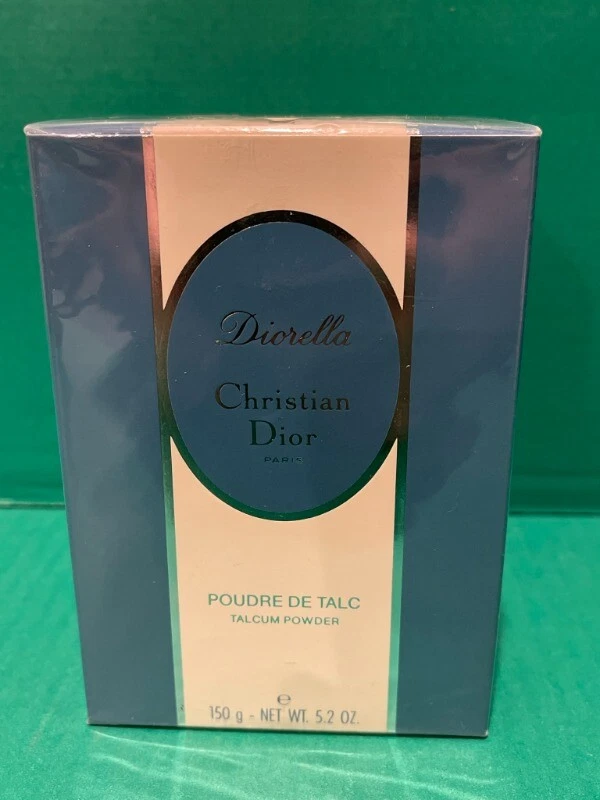 Diorella
Christian
Dior
PARIS
POUDRE DE TALC
TALCUM POWDER
e
150 g - NET WT. 5.2 OZ.